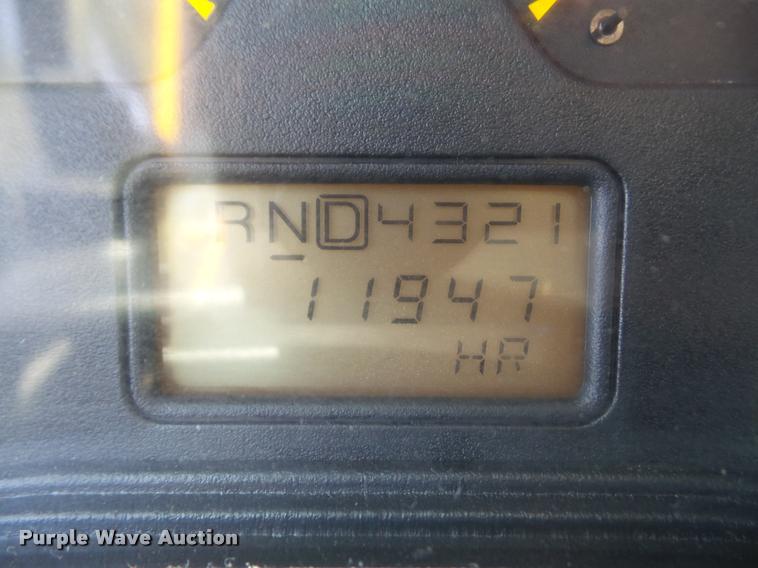 RND4321
11947
HR
Purple Wave Auction